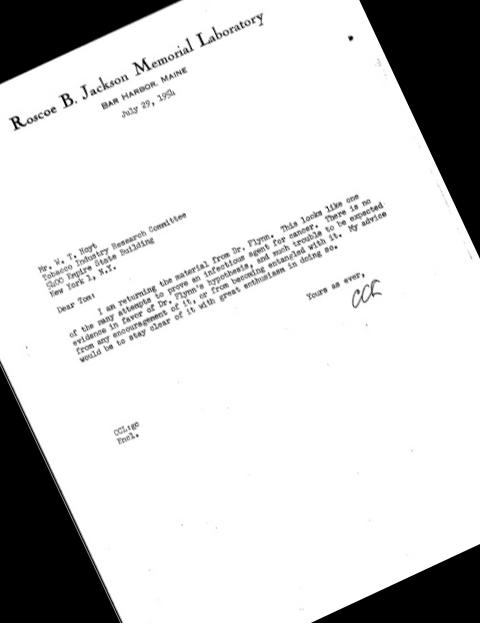 Roscoe B. Jackson Memorial Laboratory
Bar Harbor, Maine
July 29, 1954
Mr. W. T. Hoyt
Tobacco Industry Research Committee
5400 Empire State Building
New York 1, N.Y.
Dear Tom:
I am returning the material from Dr. Flynn. This looks like one
of the many attempts to prove an infectious agent for cancer. There is no
evidence in favor of Dr. Flynn's hypothesis, and much trouble to be expected
from any encouragement of it, or from becoming entangled with it. My advice
would be to stay clear of it with great enthusiasm in doing so.
Yours as ever,
CCL
CCL:gc
Encl.